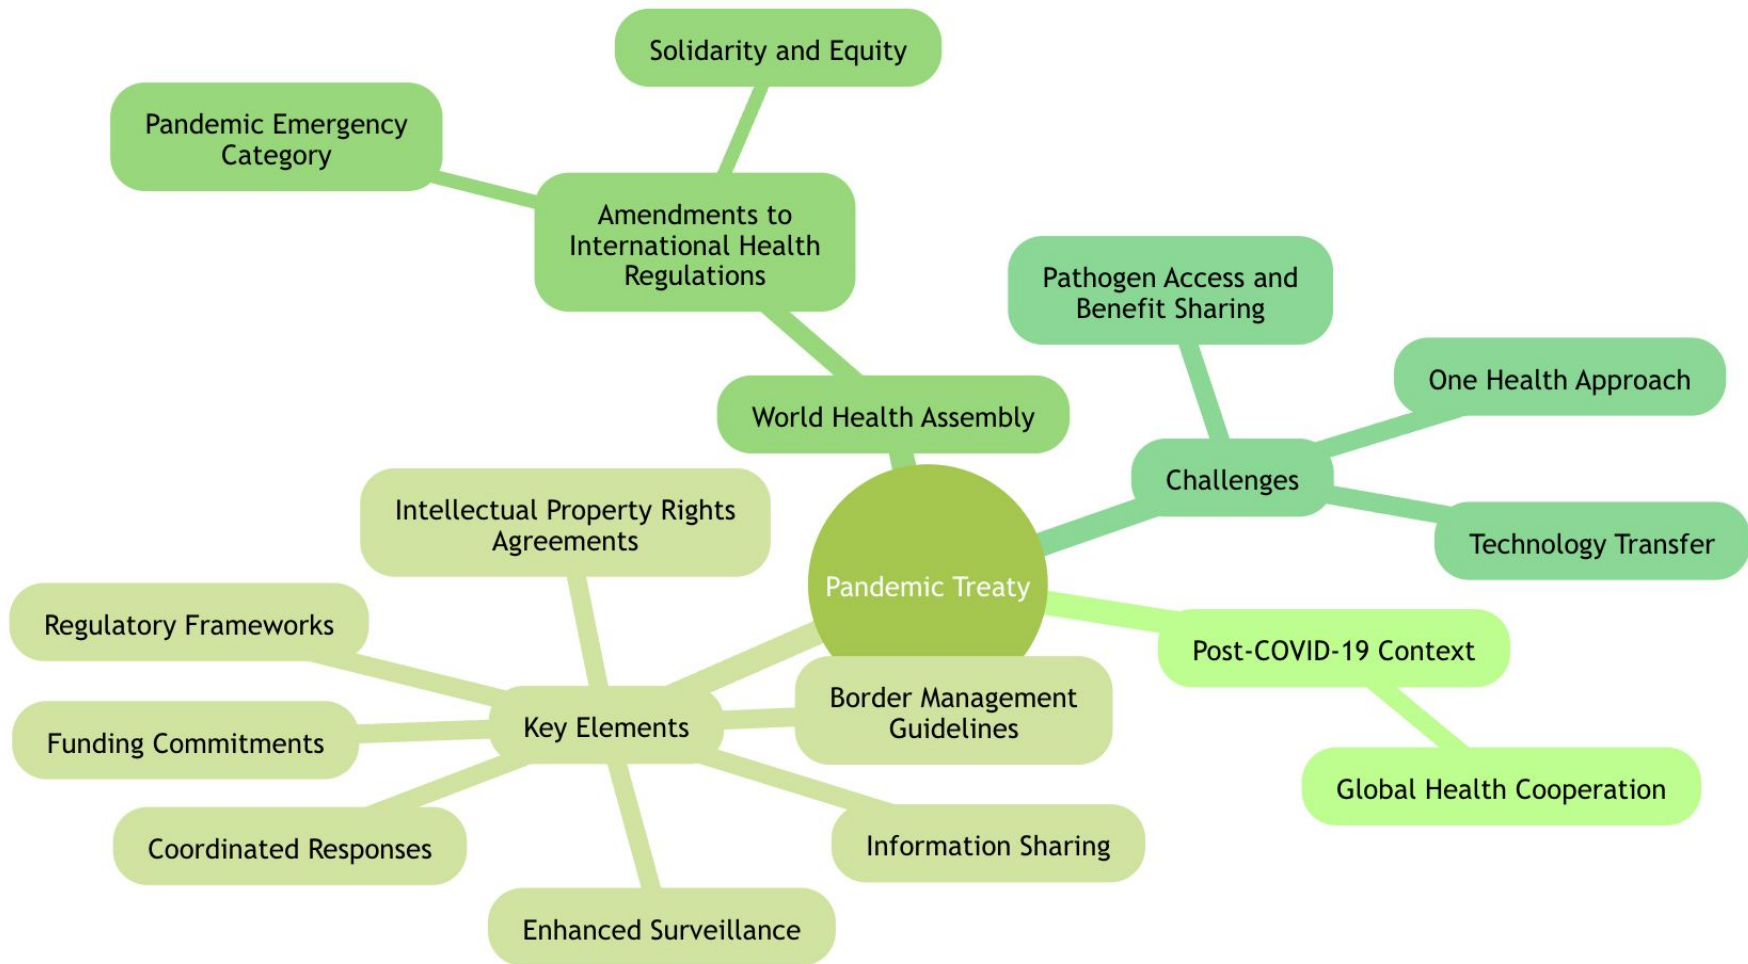 Solidarity and Equity
Pandemic Emergency
Category
Amendments to
International Health
Regulations
Pathogen Access and
Benefit Sharing
One Health Approach
World Health Assembly
Challenges
Intellectual Property Rights
Agreements
Technology Transfer
Pandemic Treaty
Regulatory Frameworks
Post-COVID-19 Context
Border Management
Guidelines
Key Elements
Funding Commitments
Global Health Cooperation
Coordinated Responses
Information Sharing
Enhanced Surveillance